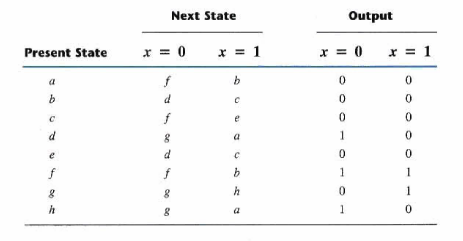 Next State Output
Present State x = 0 x = 1 x = 0 x = 1
a f b 0 0
b d c 0 0
c f e 0 0
d g a 1 0
e d c 0 0
f f b 1 1
g g h 0 1
h g a 1 0